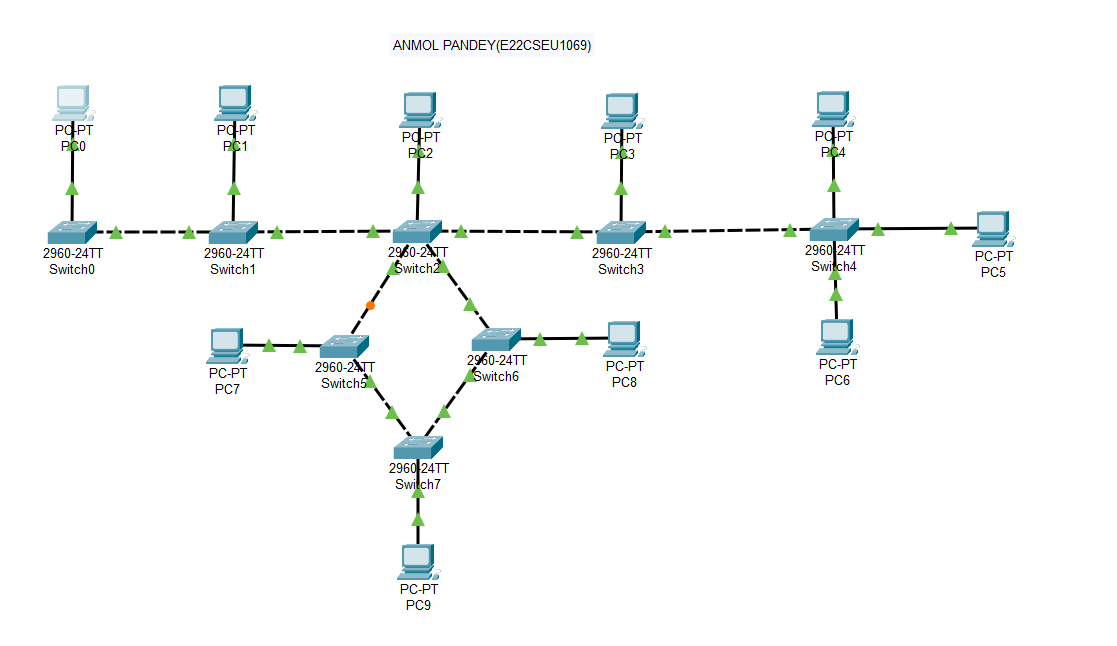 ANMOL PANDEY(E22CSEU1069)
PC-PT
PC0
PC-PT
PC1
PC-PT
PC2
PC-PT
PC3
PC-PT
PC4
2960-24TT
Switch0
2960-24TT
Switch1
2960-24TT
Switch2
2960-24TT
Switch3
2960-24TT
Switch4
PC-PT
PC5
PC-PT
PC7
2960-24TT
Switch5
2960-24TT
Switch6
PC-PT
PC8
PC-PT
PC6
2960-24TT
Switch7
PC-PT
PC9